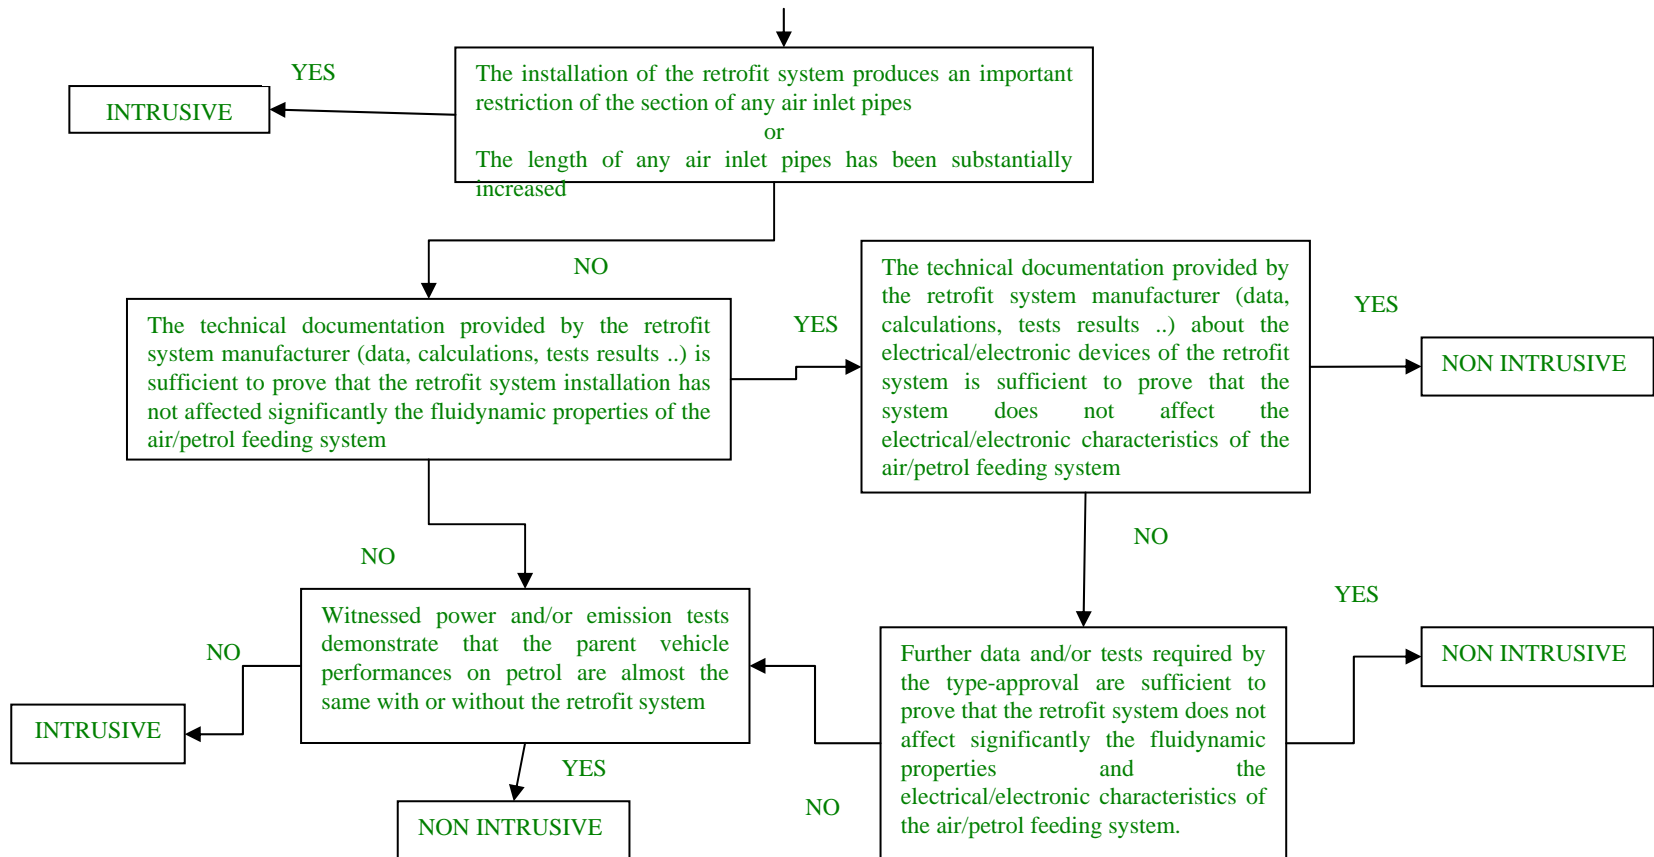 YES
INTRUSIVE
The installation of the retrofit system produces an important
restriction of the section of any air inlet pipes
or
The length of any air inlet pipes has been substantially
increased
NO
The technical documentation provided by the retrofit
system manufacturer (data, calculations, tests results ..) is
sufficient to prove that the retrofit system installation has
not affected significantly the fluidynamic properties of the
air/petrol feeding system
YES
The technical documentation provided by
the retrofit system manufacturer (data,
calculations, tests results ..) about the
electrical/electronic devices of the retrofit
system is sufficient to prove that the
system does not affect the
electrical/electronic characteristics of the
air/petrol feeding system
YES
NON INTRUSIVE
NO
NO
Witnessed power and/or emission tests
demonstrate that the parent vehicle
performances on petrol are almost the
same with or without the retrofit system
NO
INTRUSIVE
YES
NON INTRUSIVE
NO
Further data and/or tests required by
the type-approval are sufficient to
prove that the retrofit system does not
affect significantly the fluidynamic
properties and the
electrical/electronic characteristics of
the air/petrol feeding system.
YES
NON INTRUSIVE